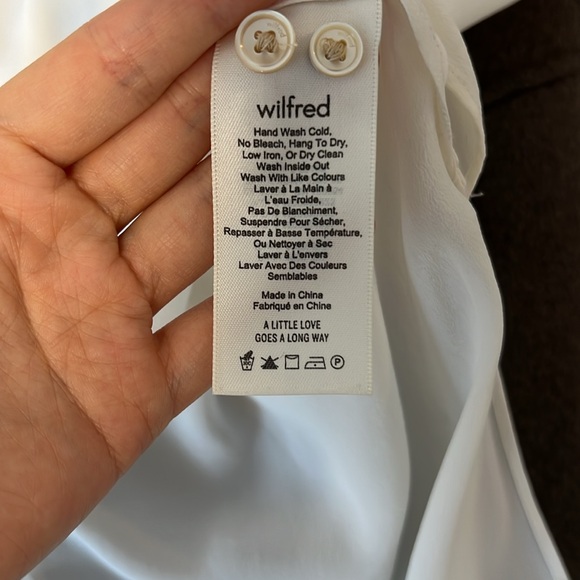 wilfred
Hand Wash Cold,
No Bleach, Hang To Dry,
Low Iron, Or Dry Clean
Wash Inside Out
Wash With Like Colours
Laver à La Main à
L'eau Froide,
Pas De Blanchiment,
Suspendre Pour Sécher,
Repasser à Basse Température,
Ou Nettoyer à Sec
Laver à L'envers
Laver Avec Des Couleurs
Semblables
Made in China
Fabriqué en Chine
A LITTLE LOVE
GOES A LONG WAY
P